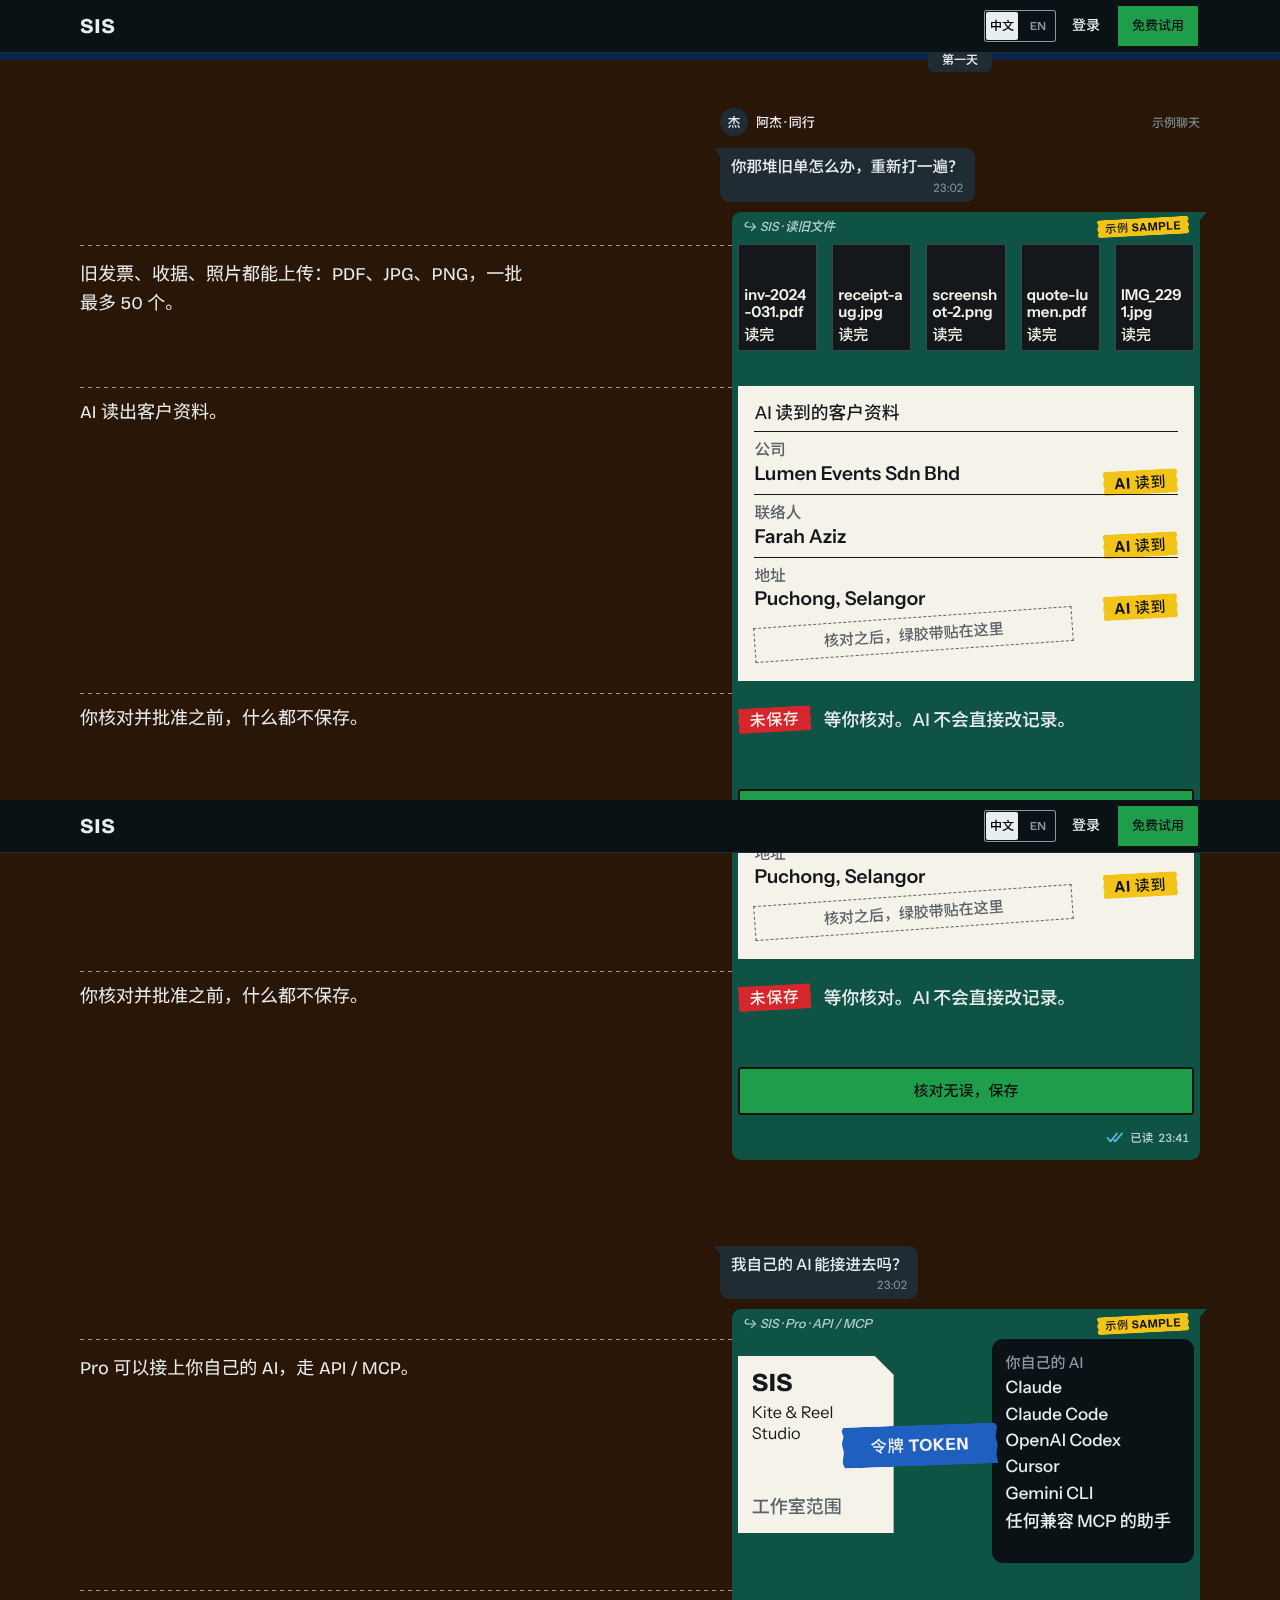 SIS
中文 EN 登录 免费试用
第一天
杰 阿杰·同行 示例聊天
你那堆旧单怎么办，重新打一遍？
23:02
SIS·读旧文件 示例 SAMPLE
旧发票、收据、照片都能上传：PDF、JPG、PNG，一批
最多 50 个。
inv-2024
-031.pdf
读完
receipt-a
ug.jpg
读完
screensh
ot-2.png
读完
quote-lu
men.pdf
读完
IMG_229
1.jpg
读完
AI 读出客户资料。
AI 读到的客户资料
公司
Lumen Events Sdn Bhd
AI 读到
联络人
Farah Aziz
AI 读到
地址
Puchong, Selangor
AI 读到
核对之后，绿胶带贴在这里
你核对并批准之前，什么都不保存。
未保存 等你核对。AI 不会直接改记录。
SIS
中文 EN 登录 免费试用
地址
Puchong, Selangor
AI 读到
核对之后，绿胶带贴在这里
你核对并批准之前，什么都不保存。
未保存 等你核对。AI 不会直接改记录。
核对无误，保存
已读 23:41
我自己的 AI 能接进去吗？
23:02
SIS·Pro·API / MCP 示例 SAMPLE
Pro 可以接上你自己的 AI，走 API / MCP。
SIS
Kite & Reel
Studio
工作室范围
令牌 TOKEN
你自己的 AI
Claude
Claude Code
OpenAI Codex
Cursor
Gemini CLI
任何兼容 MCP 的助手